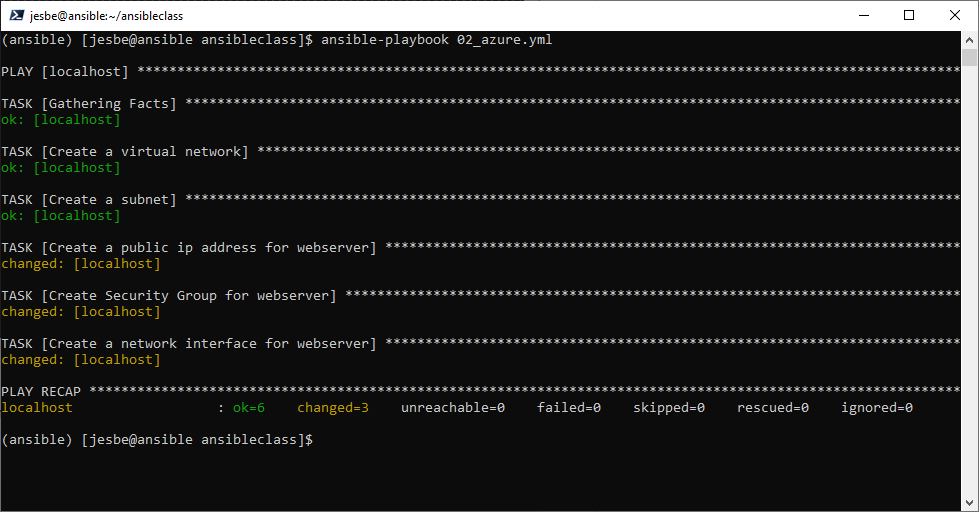 jesbe@ansible:~/ansibleclass
(ansible) [jesbe@ansible ansibleclass]$ ansible-playbook 02_azure.yml
PLAY [localhost] *******************************************************************************************************
TASK [Gathering Facts] *************************************************************************************************
ok: [localhost]
TASK [Create a virtual network] ****************************************************************************************
ok: [localhost]
TASK [Create a subnet] *************************************************************************************************
ok: [localhost]
TASK [Create a public ip address for webserver] ************************************************************************
changed: [localhost]
TASK [Create Security Group for webserver] *****************************************************************************
changed: [localhost]
TASK [Create a network interface for webserver] ************************************************************************
changed: [localhost]
PLAY RECAP *************************************************************************************************************
localhost                  : ok=6    changed=3    unreachable=0    failed=0    skipped=0    rescued=0    ignored=0
(ansible) [jesbe@ansible ansibleclass]$